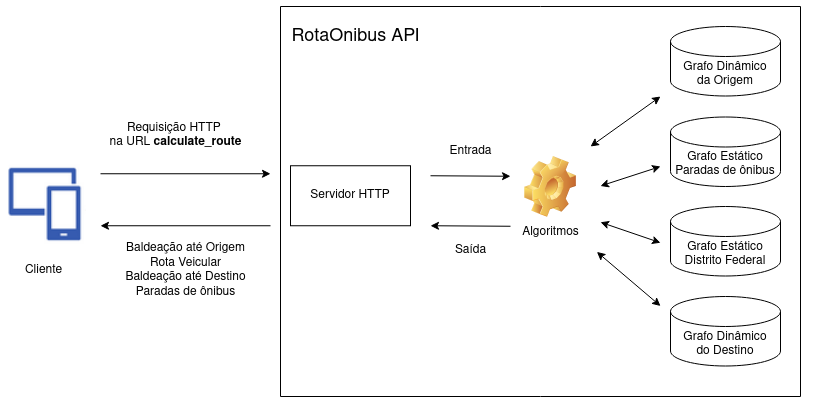 RotaOnibus API
Requisição HTTP
na URL calculate_route
Cliente
Baldeação até Origem
Rota Veicular
Baldeação até Destino
Paradas de ônibus
Servidor HTTP
Entrada
Saída
Algoritmos
Grafo Dinâmico
da Origem
Grafo Estático
Paradas de ônibus
Grafo Estático
Distrito Federal
Grafo Dinâmico
do Destino